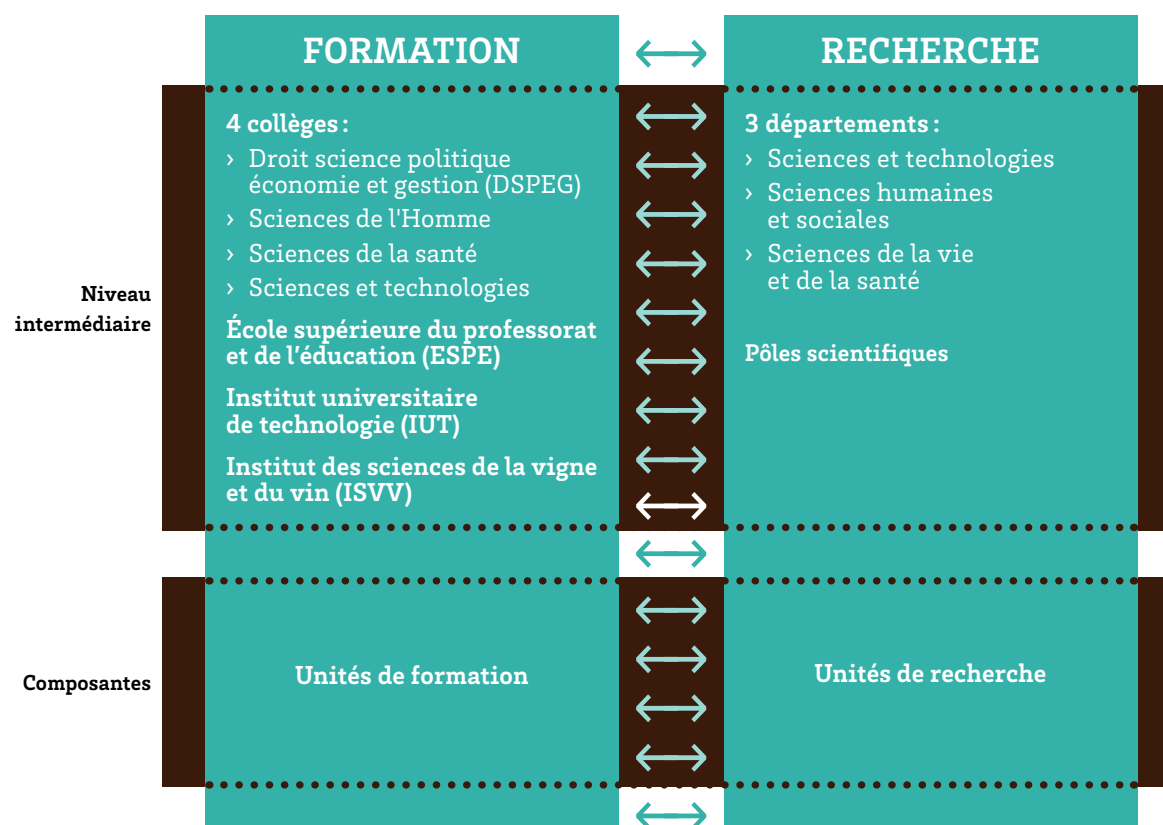 FORMATION
RECHERCHE
Niveau
intermédiaire
4 collèges :
› Droit science politique
économie et gestion (DSPEG)
› Sciences de l'Homme
› Sciences de la santé
› Sciences et technologies
École supérieure du professorat
et de l’éducation (ESPE)
Institut universitaire
de technologie (IUT)
Institut des sciences de la vigne
et du vin (ISVV)
3 départements :
› Sciences et technologies
› Sciences humaines
et sociales
› Sciences de la vie
et de la santé
Pôles scientifiques
Composantes
Unités de formation
Unités de recherche